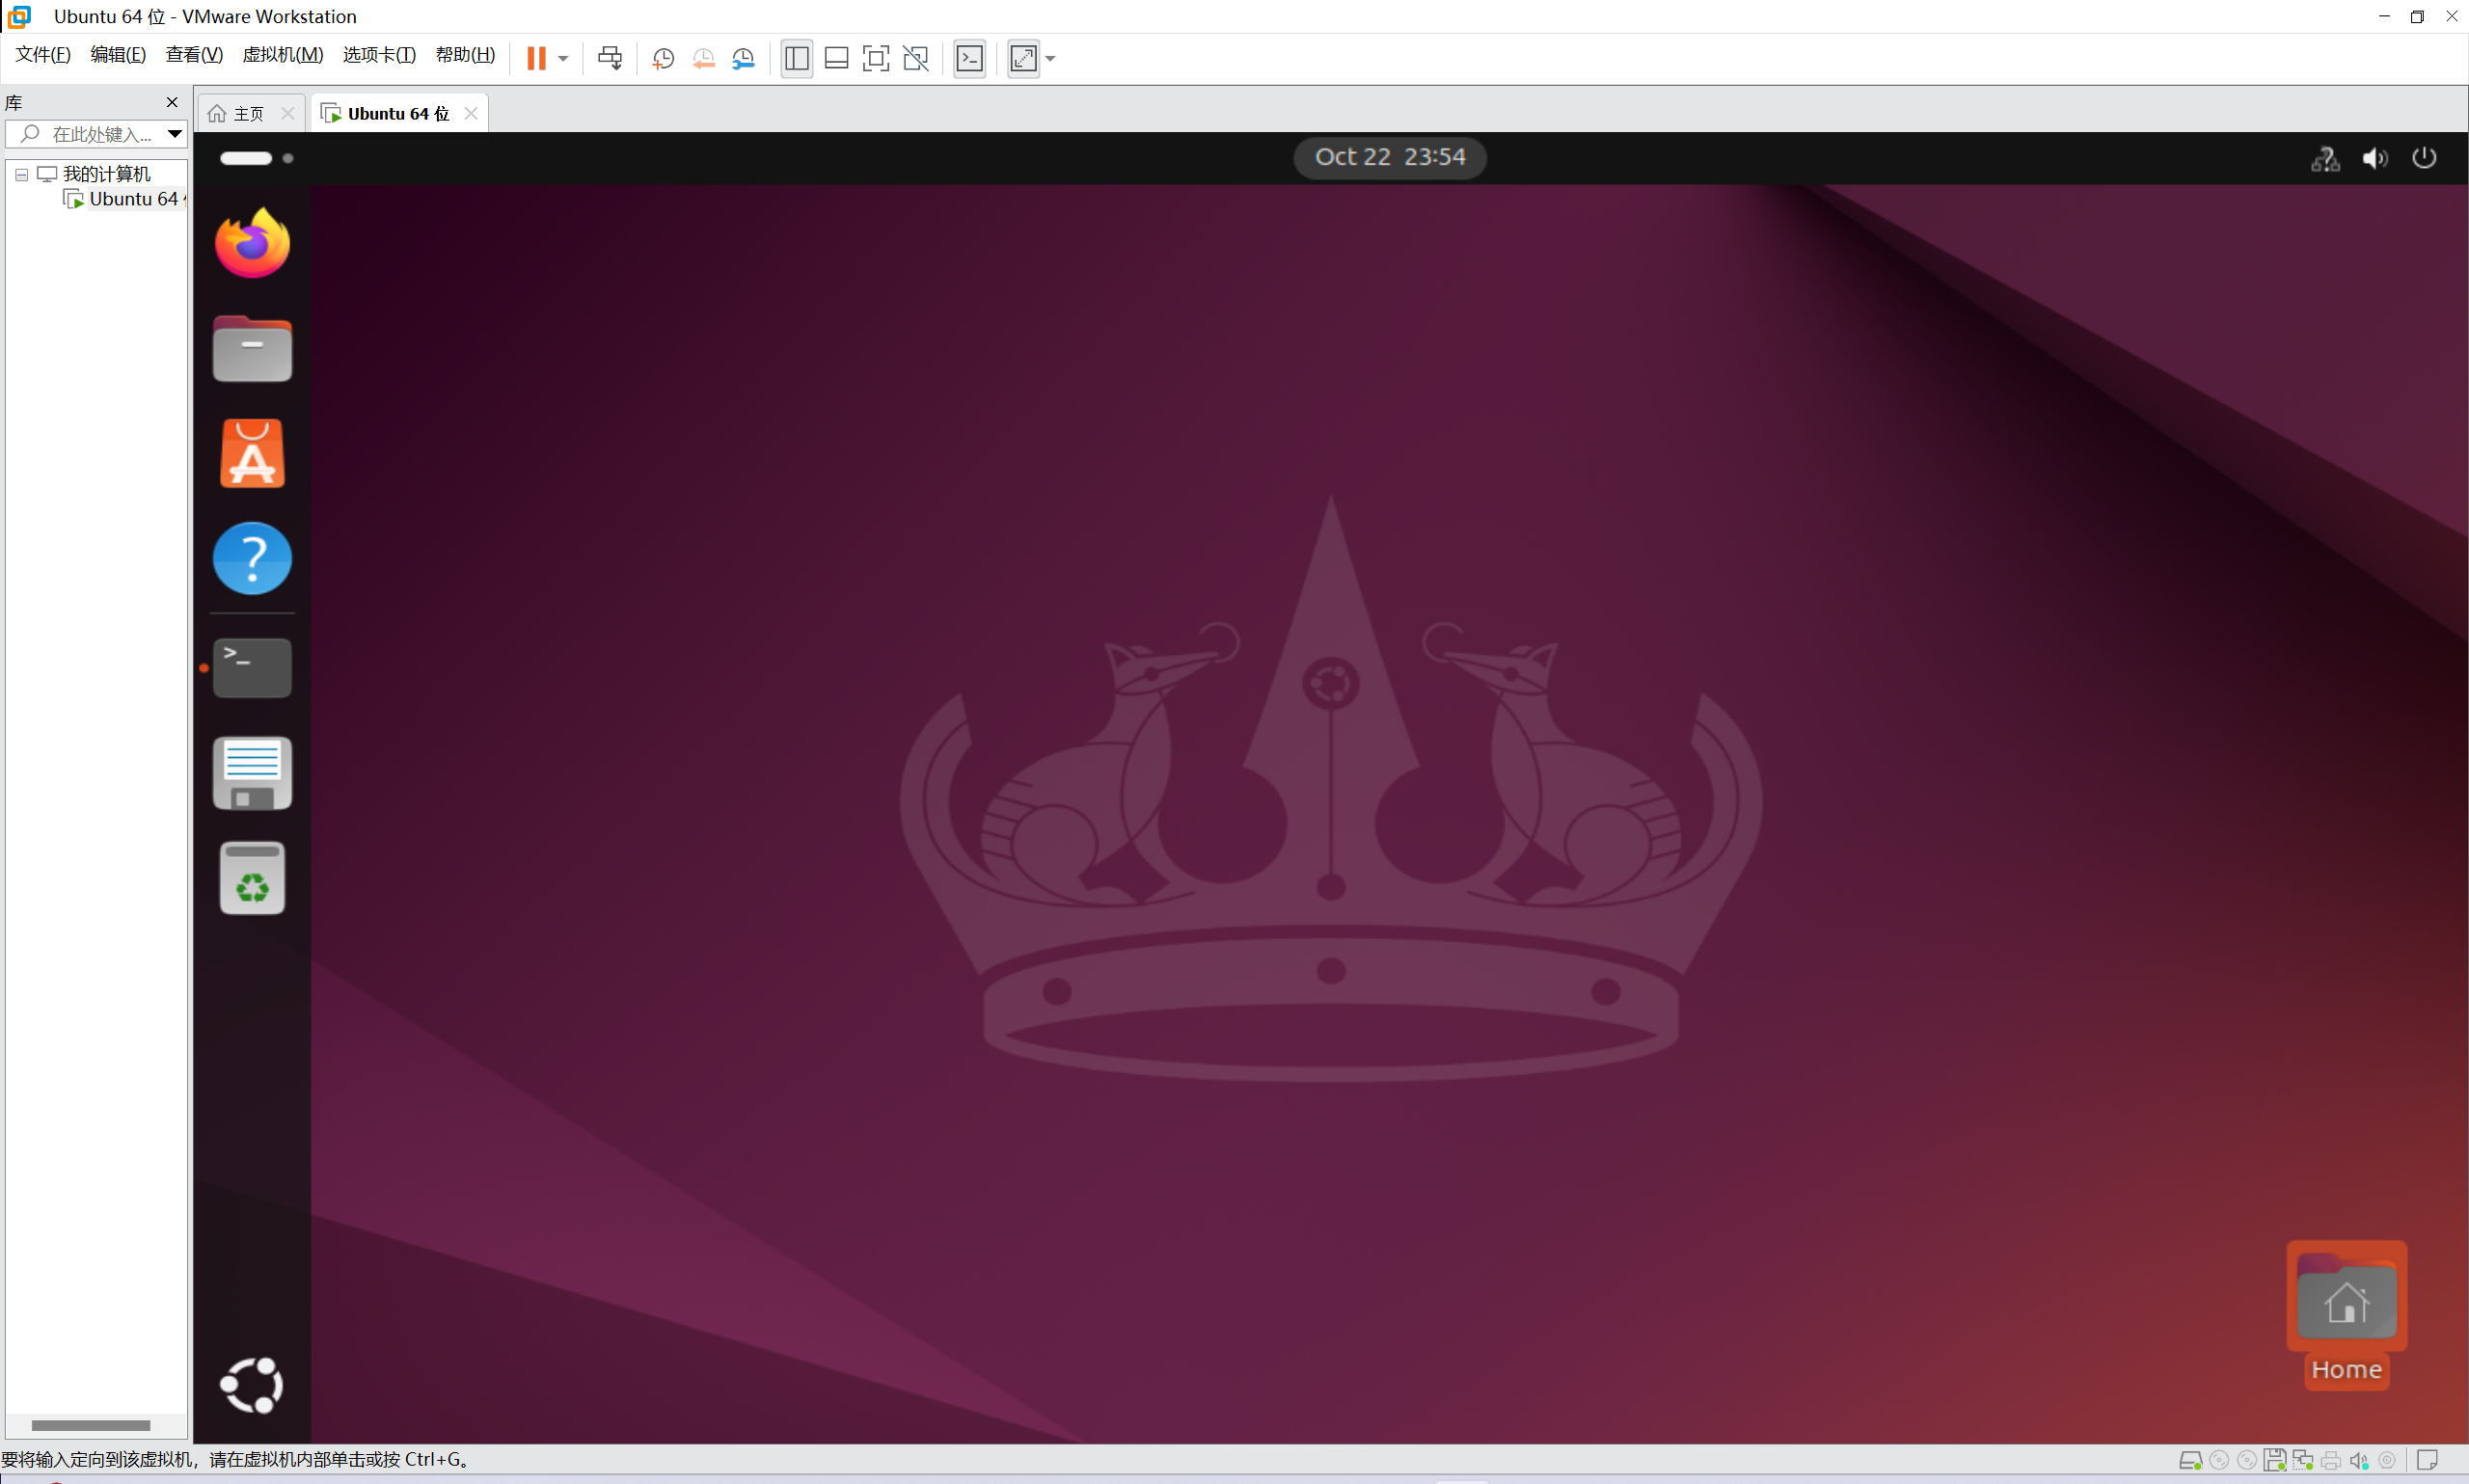 Ubuntu 64 位 - VMware Workstation
文件(F) 编辑(E) 查看(V) 虚拟机(M) 选项卡(T) 帮助(H)
库
主页
Ubuntu 64 位
在此处键入...
Oct 22 23:54
我的计算机
Ubuntu 64
Home
要将输入定向到该虚拟机，请在虚拟机内部单击或按 Ctrl+G。